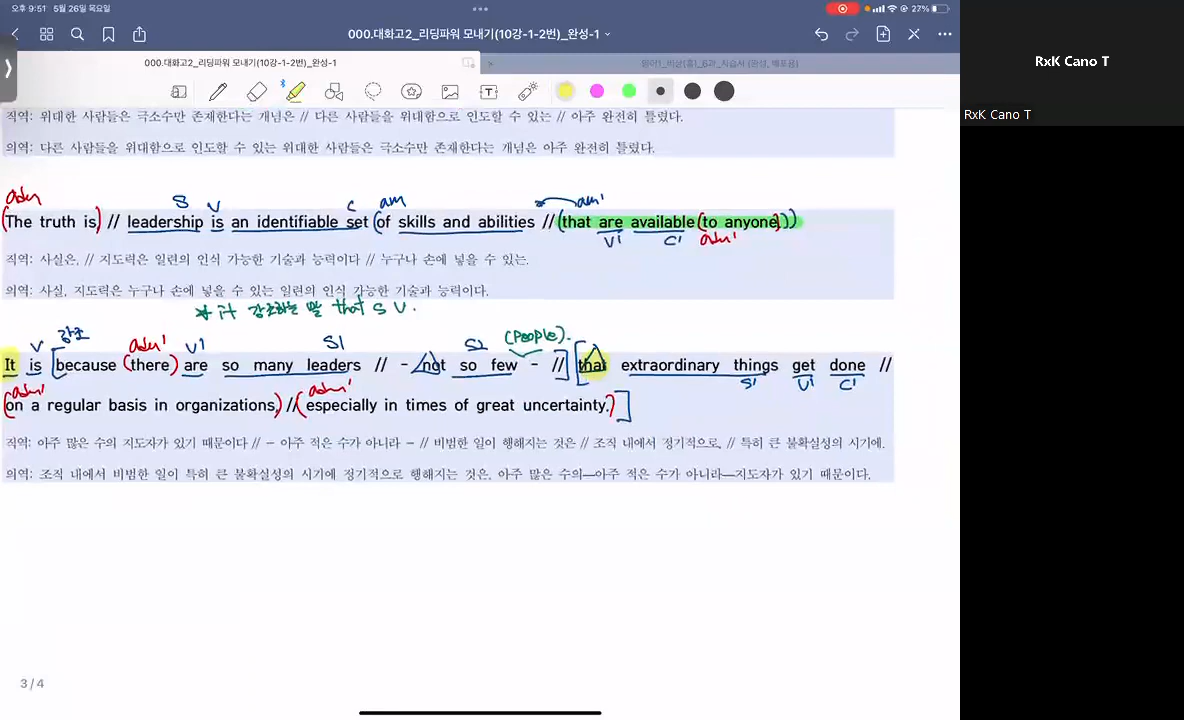 오후 9:51 5월 26일 목요일
27%
000.대화고2_리딩파워 모내기(10강-1-2번)_완성-1
RxK Cano T
000.대화고2_리딩파워 모내기(10강-1-2번)_완성-1
RxK Cano T
직역: 위대한 사람들은 극소수만 존재한다는 개념은 // 다른 사람들을 위대함으로 인도할 수 있는 // 아주 완전히 틀렸다.
의역: 다른 사람들을 위대함으로 인도할 수 있는 위대한 사람들은 극소수만 존재한다는 개념은 아주 완전히 틀렸다.
S V C
(The truth is) // leadership is an identifiable set (of skills and abilities // (that are available (to anyone)))
V' C'
직역: 사실은, // 지도력은 일련의 인식 가능한 기술과 능력이다 // 누구나 손에 넣을 수 있는.
의역: 사실, 지도력은 누구나 손에 넣을 수 있는 일련의 인식 가능한 기술과 능력이다.
강조하는 말 that S V.
V 강조 V' S1 S2 (people).
It is [because (there) are so many leaders // - not so few - //] [that extraordinary things get done //
S' V' C'
(on a regular basis in organizations,) // (especially in times of great uncertainty.)]
직역: 아주 많은 수의 지도자가 있기 때문이다 // － 아주 적은 수가 아니라 － // 비범한 일이 행해지는 것은 // 조직 내에서 정기적으로, // 특히 큰 불확실성의 시기에.
의역: 조직 내에서 비범한 일이 특히 큰 불확실성의 시기에 정기적으로 행해지는 것은, 아주 많은 수의—아주 적은 수가 아니라—지도자가 있기 때문이다.
3 / 4